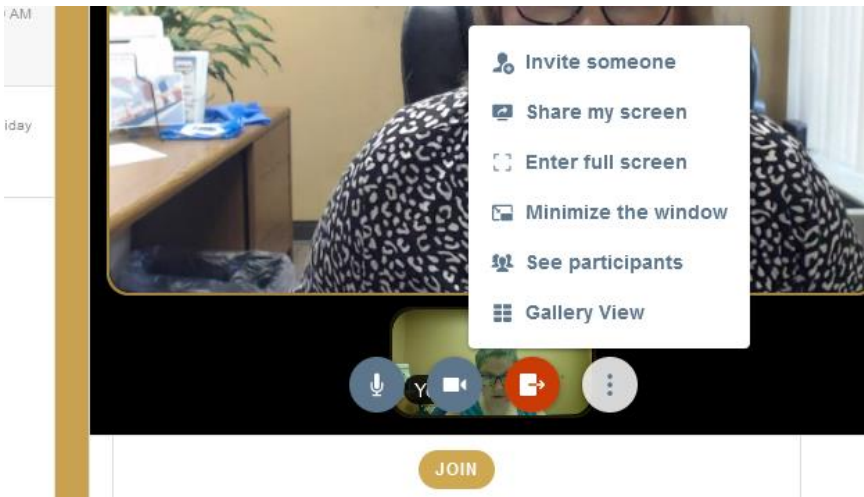 AM
iday
Invite someone
Share my screen
Enter full screen
Minimize the window
See participants
Gallery View
JOIN